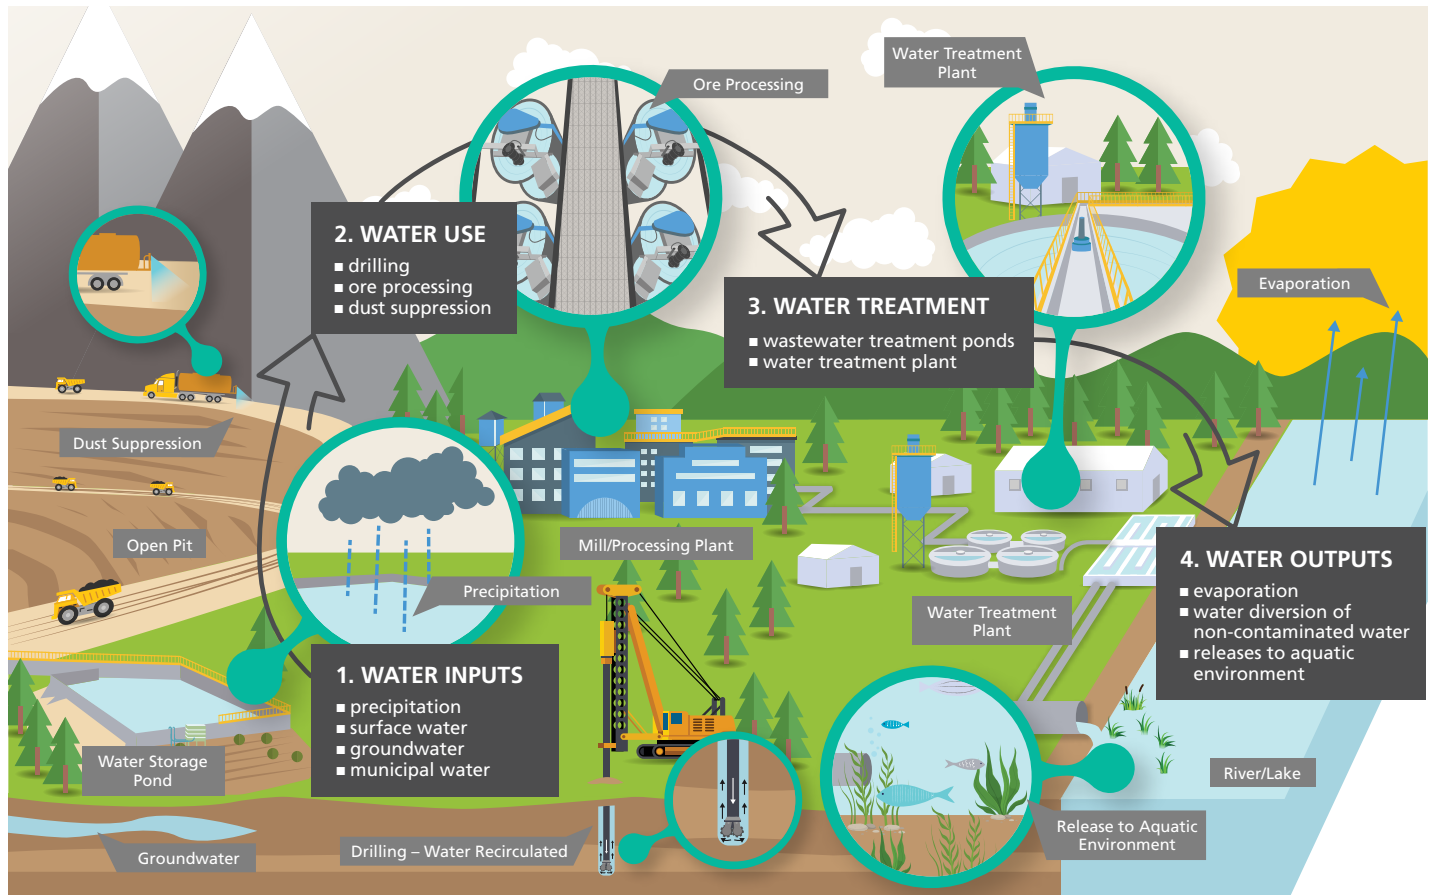 Water Treatment
Plant
Ore Processing
2. WATER USE
▪ drilling
▪ ore processing
▪ dust suppression
Evaporation
3. WATER TREATMENT
▪ wastewater treatment ponds
▪ water treatment plant
Dust Suppression
Open Pit
Mill/Processing Plant
Precipitation
4. WATER OUTPUTS
▪ evaporation
▪ water diversion of
non-contaminated water
▪ releases to aquatic
environment
Water Treatment
Plant
1. WATER INPUTS
▪ precipitation
▪ surface water
▪ groundwater
▪ municipal water
Water Storage
Pond
River/Lake
Release to Aquatic
Environment
Drilling – Water Recirculated
Groundwater